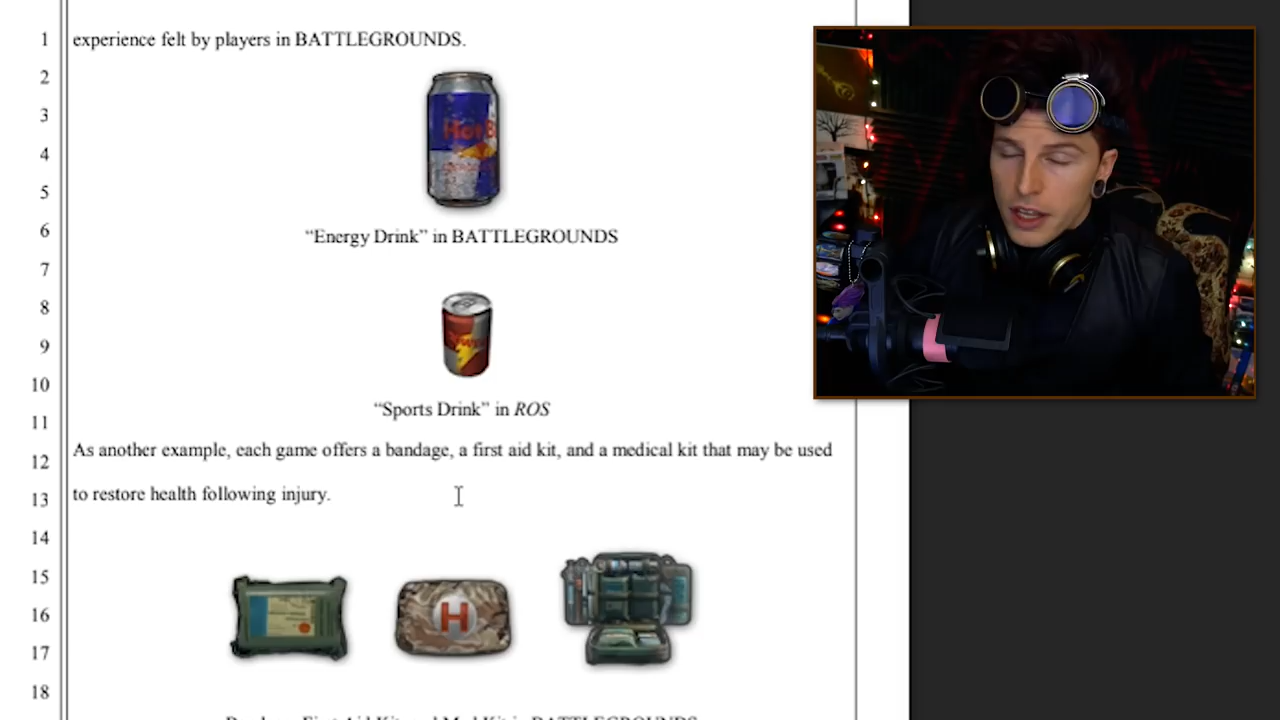 1 experience felt by players in BATTLEGROUNDS.
2
3
4
5
6 “Energy Drink” in BATTLEGROUNDS
7
8
9
10
11 “Sports Drink” in ROS
12 As another example, each game offers a bandage, a first aid kit, and a medical kit that may be used
13 to restore health following injury.
14
15
16 H
17
18